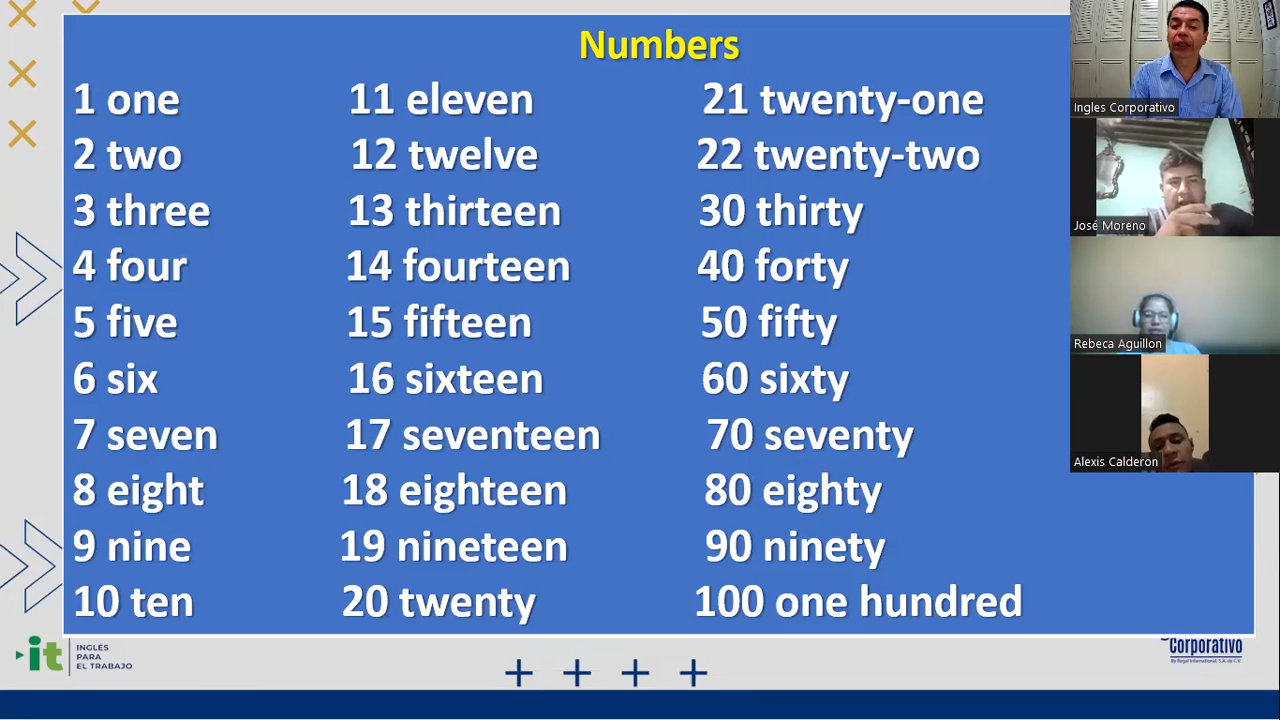 Numbers
1 one
2 two
3 three
4 four
5 five
6 six
7 seven
8 eight
9 nine
10 ten
11 eleven
12 twelve
13 thirteen
14 fourteen
15 fifteen
16 sixteen
17 seventeen
18 eighteen
19 nineteen
20 twenty
21 twenty-one
22 twenty-two
30 thirty
40 forty
50 fifty
60 sixty
70 seventy
80 eighty
90 ninety
100 one hundred
Ingles Corporativo
José Moreno
Rebeca Aguillon
Alexis Calderon
it
INGLÉS
PARA
EL TRABAJO
Corporativo
By Regal International, S.A. de C.V.